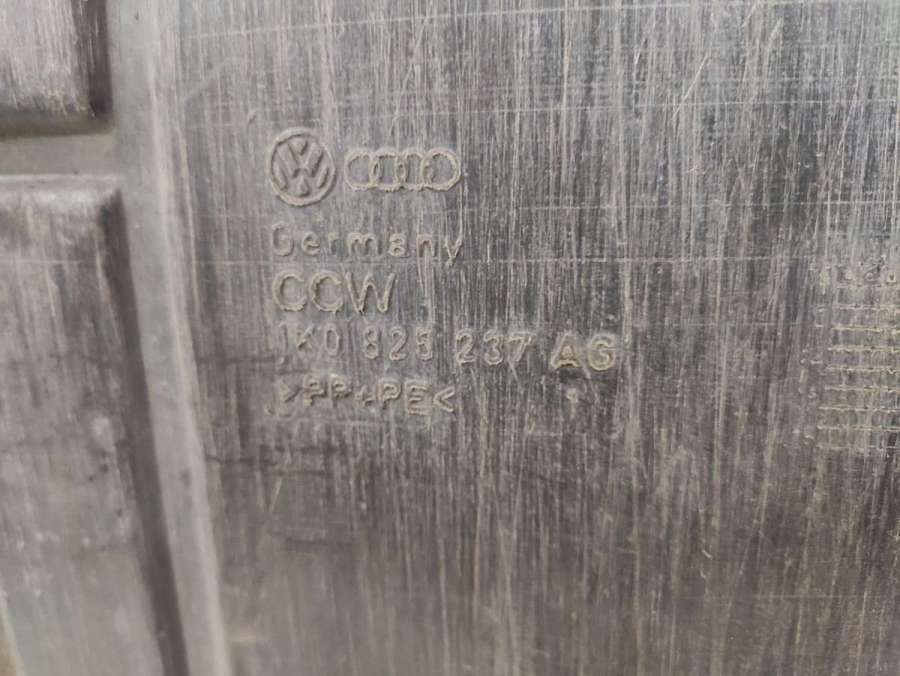 Germany
CCW
1K0 825 237 AG
>PP+PE<